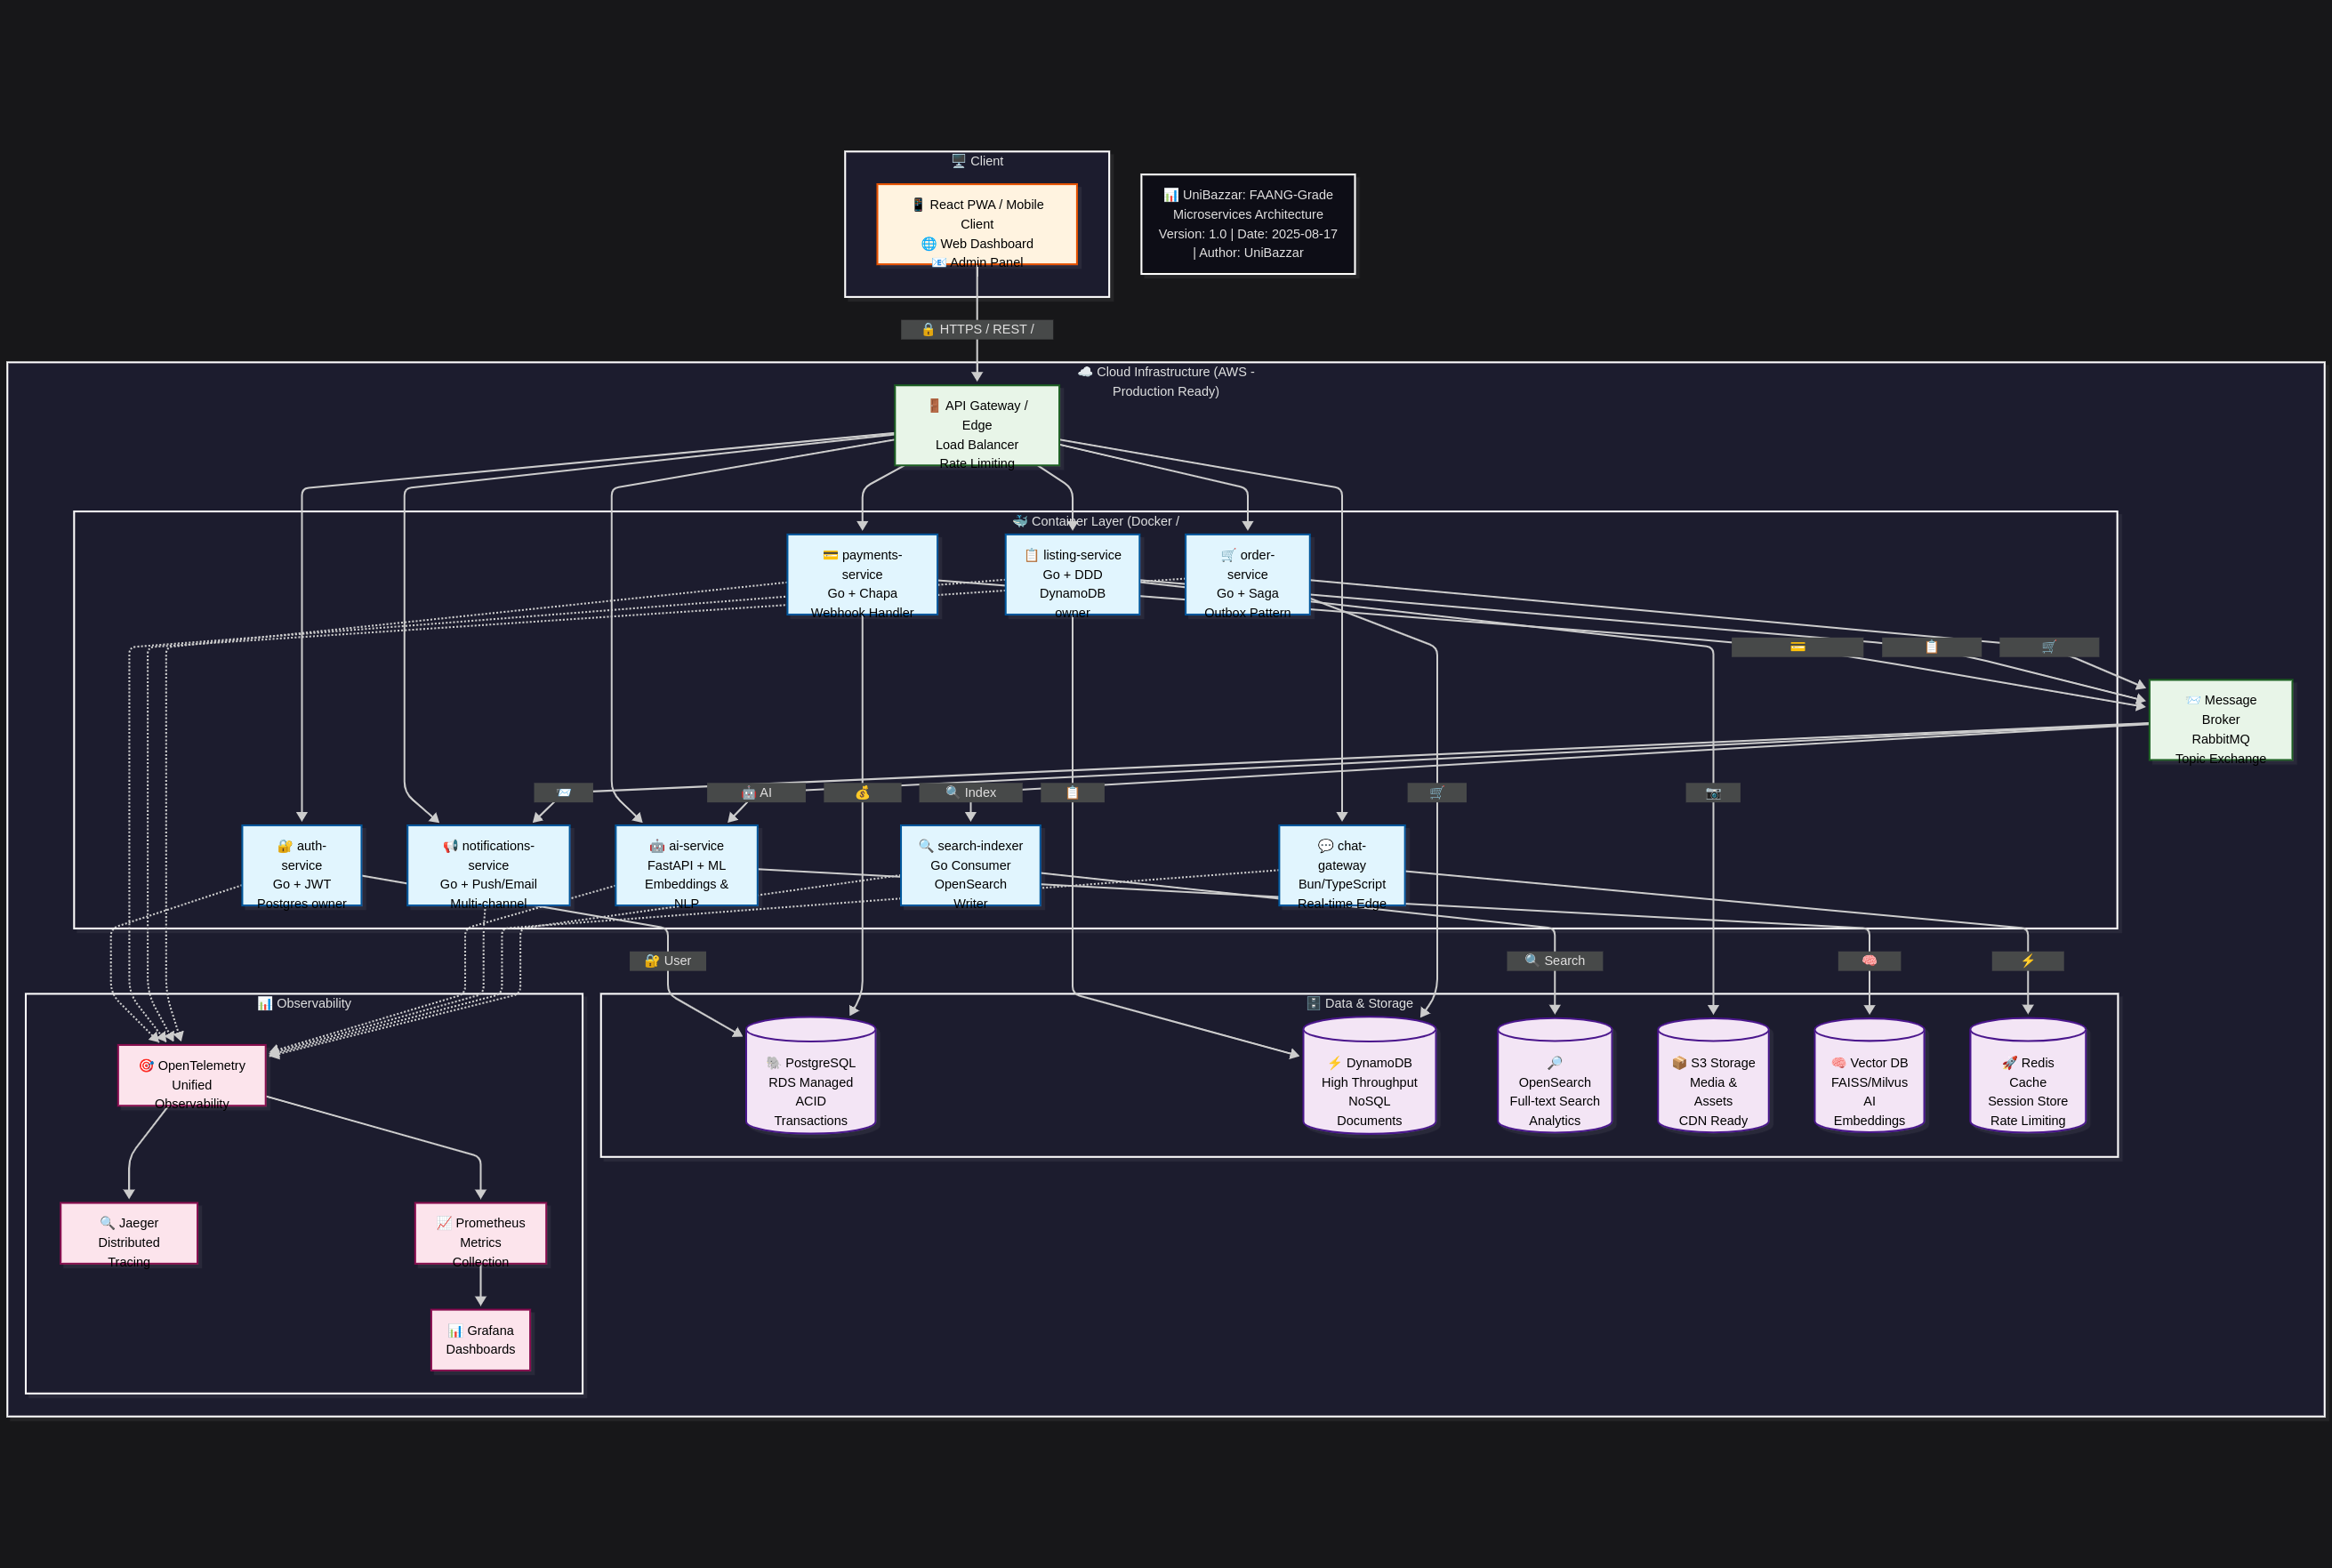 🖥️ Client
📱 React PWA / Mobile
Client
🌐 Web Dashboard
📧 Admin Panel
📊 UniBazzar: FAANG-Grade
Microservices Architecture
Version: 1.0 | Date: 2025-08-17
| Author: UniBazzar
🔒 HTTPS / REST /
☁️ Cloud Infrastructure (AWS -
Production Ready)
🚪 API Gateway /
Edge
Load Balancer
Rate Limiting
🐳 Container Layer (Docker /
💳 payments-
service
Go + Chapa
Webhook Handler
📋 listing-service
Go + DDD
DynamoDB
owner
🛒 order-
service
Go + Saga
Outbox Pattern
💳
📋
🛒
📨 Message
Broker
RabbitMQ
Topic Exchange
📨
🤖 AI
💰
🔍 Index
📋
🛒
📷
🔐 auth-
service
Go + JWT
Postgres owner
📢 notifications-
service
Go + Push/Email
Multi-channel
🤖 ai-service
FastAPI + ML
Embeddings &
NLP
🔍 search-indexer
Go Consumer
OpenSearch
Writer
💬 chat-
gateway
Bun/TypeScript
Real-time Edge
🔐 User
🔍 Search
🧠
⚡
📊 Observability
🎯 OpenTelemetry
Unified
Observability
🔍 Jaeger
Distributed
Tracing
📈 Prometheus
Metrics
Collection
📊 Grafana
Dashboards
🗄️ Data & Storage
🐘 PostgreSQL
RDS Managed
ACID
Transactions
⚡ DynamoDB
High Throughput
NoSQL
Documents
🔎
OpenSearch
Full-text Search
Analytics
📦 S3 Storage
Media &
Assets
CDN Ready
🧠 Vector DB
FAISS/Milvus
AI
Embeddings
🚀 Redis
Cache
Session Store
Rate Limiting